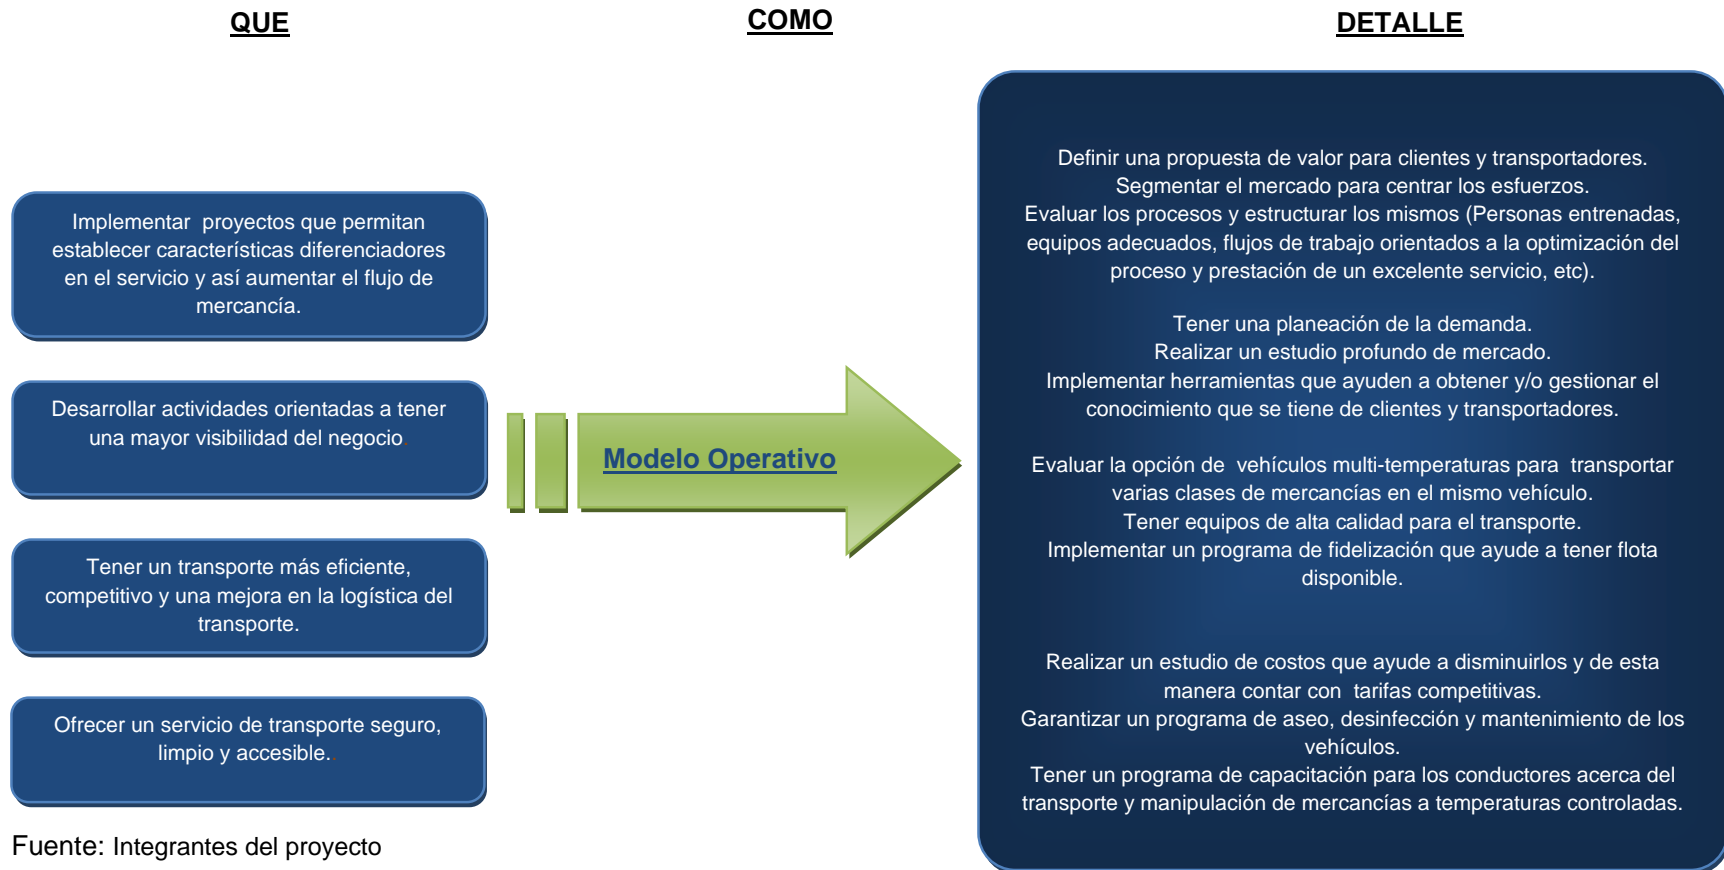 QUE
COMO
DETALLE
Implementar  proyectos que permitan
establecer características diferenciadores
en el servicio y así aumentar el flujo de
mercancía.
Desarrollar actividades orientadas a tener
una mayor visibilidad del negocio.
Tener un transporte más eficiente,
competitivo y una mejora en la logística del
transporte.
Ofrecer un servicio de transporte seguro,
limpio y accesible..
Modelo Operativo
Definir una propuesta de valor para clientes y transportadores.
Segmentar el mercado para centrar los esfuerzos.
Evaluar los procesos y estructurar los mismos (Personas entrenadas,
equipos adecuados, flujos de trabajo orientados a la optimización del
proceso y prestación de un excelente servicio, etc).
Tener una planeación de la demanda.
Realizar un estudio profundo de mercado.
Implementar herramientas que ayuden a obtener y/o gestionar el
conocimiento que se tiene de clientes y transportadores.
Evaluar la opción de  vehículos multi-temperaturas para  transportar
varias clases de mercancías en el mismo vehículo.
Tener equipos de alta calidad para el transporte.
Implementar un programa de fidelización que ayude a tener flota
disponible.
Realizar un estudio de costos que ayude a disminuirlos y de esta
manera contar con  tarifas competitivas.
Garantizar un programa de aseo, desinfección y mantenimiento de los
vehículos.
Tener un programa de capacitación para los conductores acerca del
transporte y manipulación de mercancías a temperaturas controladas.
Fuente: Integrantes del proyecto